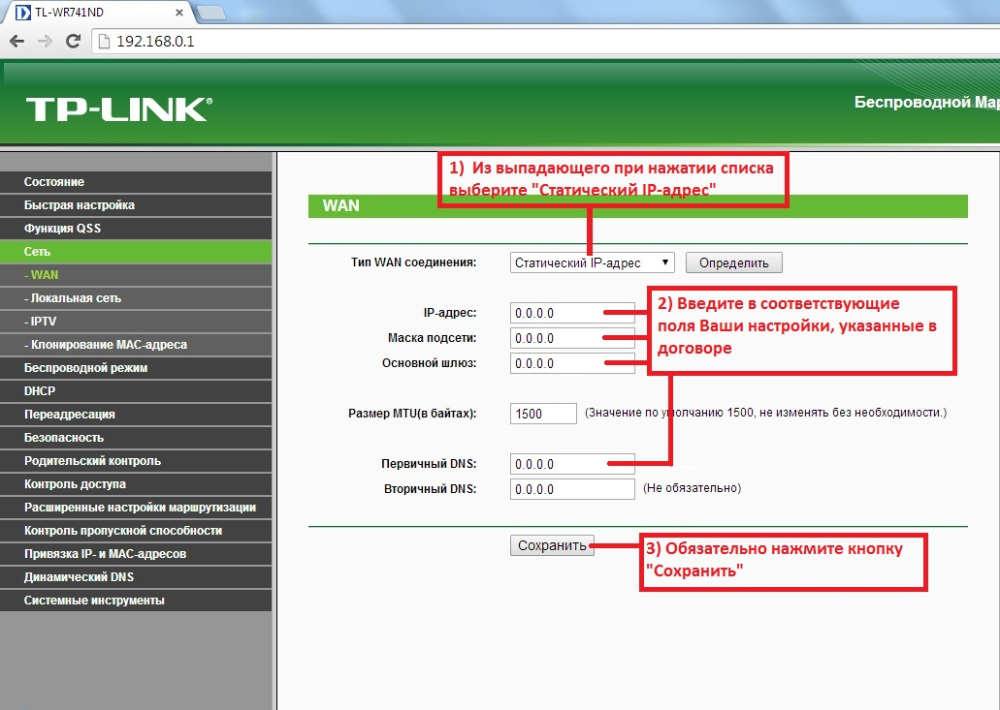 TL-WR741ND
192.168.0.1
TP-LINK®
Беспроводной Мар
Состояние
Быстрая настройка
Функция QSS
Сеть
- WAN
- Локальная сеть
- IPTV
- Клонирование MAC-адреса
Беспроводной режим
DHCP
Переадресация
Безопасность
Родительский контроль
Контроль доступа
Расширенные настройки маршрутизации
Контроль пропускной способности
Привязка IP- и MAC-адресов
Динамический DNS
Системные инструменты
1) Из выпадающего при нажатии списка
выберите "Статический IP-адрес"
WAN
Тип WAN соединения: Статический IP-адрес Определить
IP-адрес: 0.0.0.0
Маска подсети: 0.0.0.0
Основной шлюз: 0.0.0.0
2) Введите в соответствующие
поля Ваши настройки, указанные в
договоре
Размер MTU(в байтах): 1500 (Значение по умолчанию 1500, не изменять без необходимости.)
Первичный DNS: 0.0.0.0
Вторичный DNS: 0.0.0.0 (Не обязательно)
Сохранить
3) Обязательно нажмите кнопку
"Сохранить"